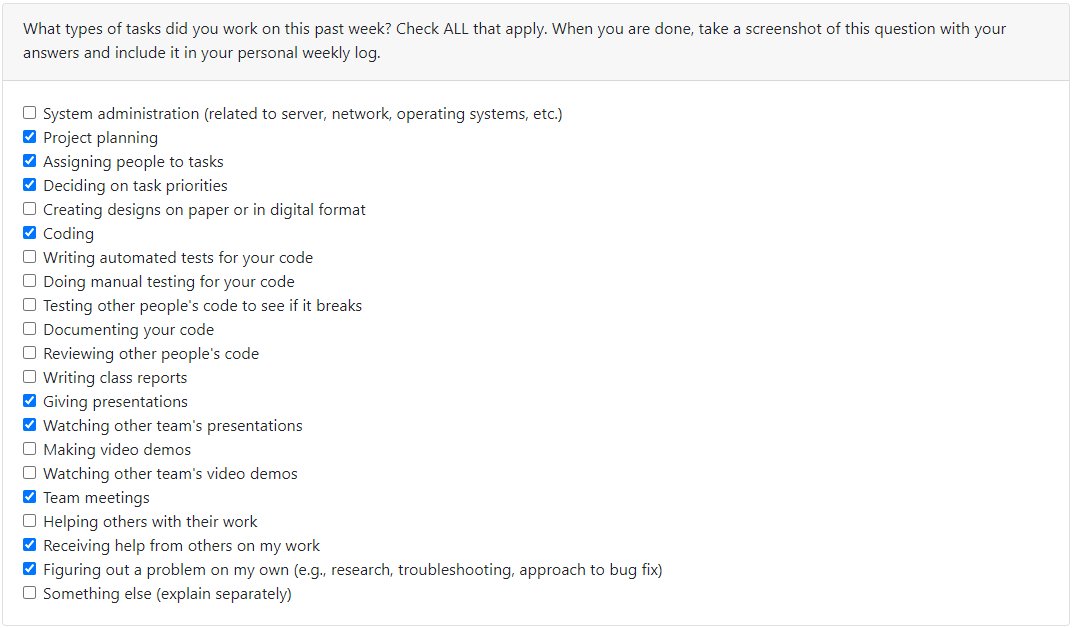 What types of tasks did you work on this past week? Check ALL that apply. When you are done, take a screenshot of this question with your
answers and include it in your personal weekly log.
System administration (related to server, network, operating systems, etc.)
Project planning
Assigning people to tasks
Deciding on task priorities
Creating designs on paper or in digital format
Coding
Writing automated tests for your code
Doing manual testing for your code
Testing other people's code to see if it breaks
Documenting your code
Reviewing other people's code
Writing class reports
Giving presentations
Watching other team's presentations
Making video demos
Watching other team's video demos
Team meetings
Helping others with their work
Receiving help from others on my work
Figuring out a problem on my own (e.g., research, troubleshooting, approach to bug fix)
Something else (explain separately)